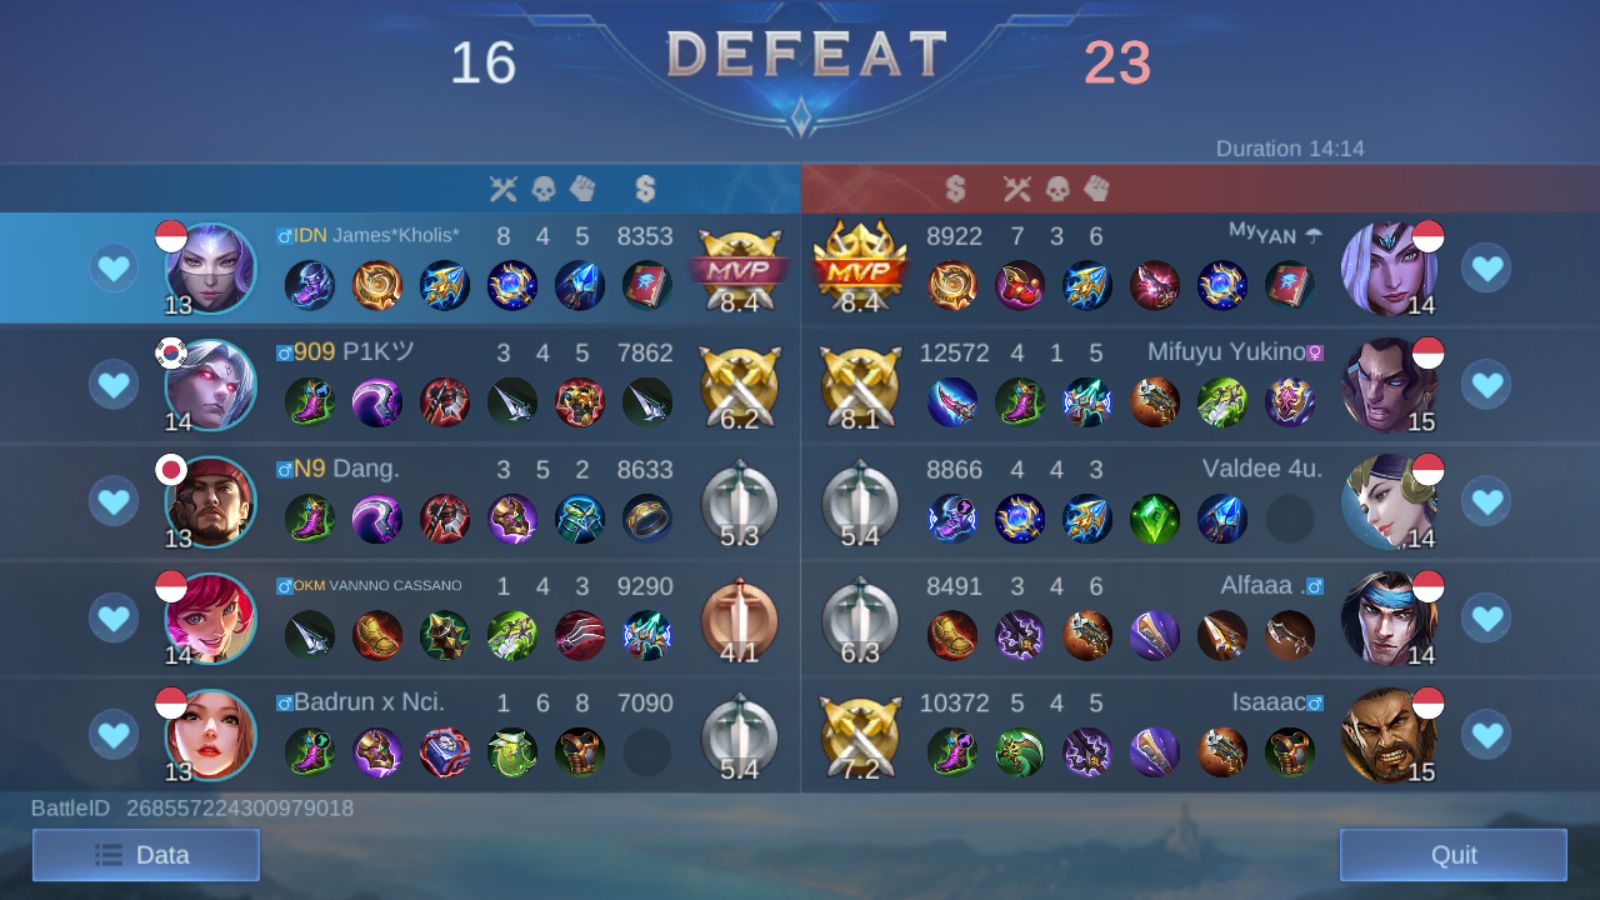 16 DEFEAT 23
Duration 14:14
IDN James*Kholis* 8 4 5 8353 MVP 8.4 13
MVP 8.4 8922 7 3 6 MyYAN ☂ 14
909 P1Kツ 3 4 5 7862 6.2 14
8.1 12572 4 1 5 Mifuyu Yukino♀ 15
N9 Dang. 3 5 2 8633 5.3 13
5.4 8866 4 4 3 Valdee 4u. 14
OKM VANNNO CASSANO 1 4 3 9290 4.1 14
6.3 8491 3 4 6 Alfaaa .♂ 14
Badrun x Nci. 1 6 8 7090 5.4 13
7.2 10372 5 4 5 Isaaac♂ 15
BattleID 268557224300979018
Data
Quit